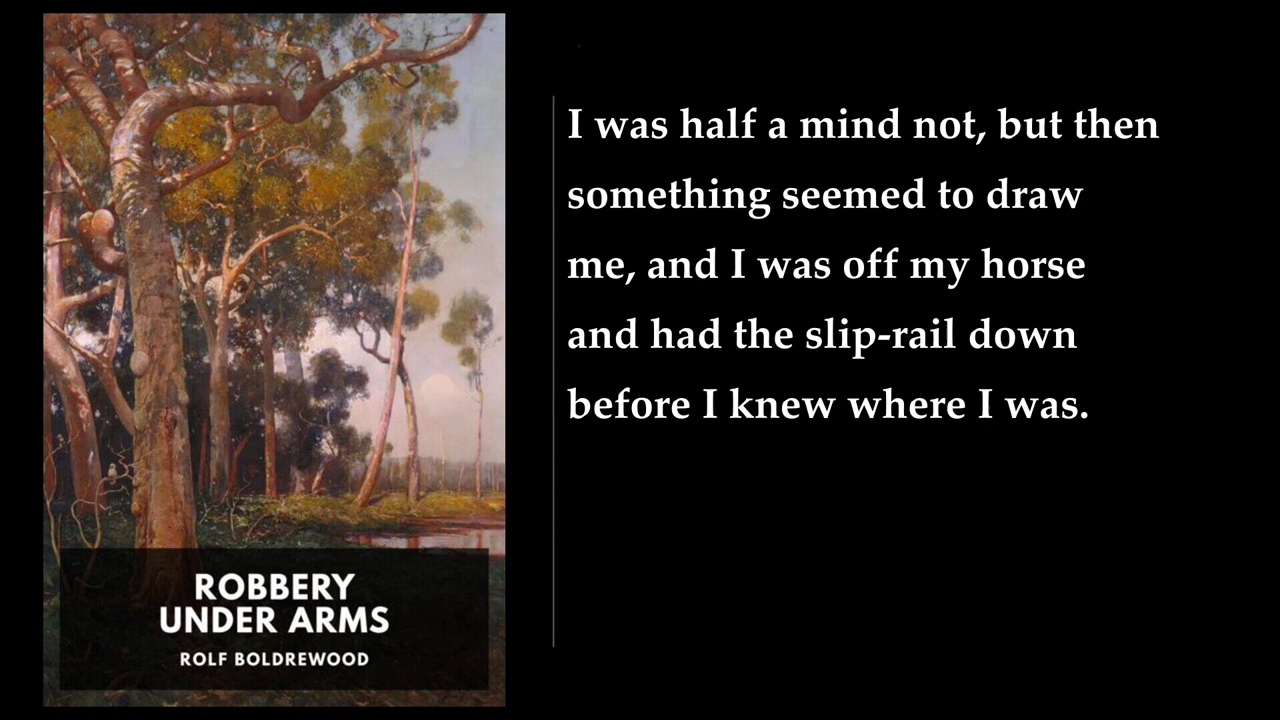 I was half a mind not, but then
something seemed to draw
me, and I was off my horse
and had the slip-rail down
before I knew where I was.
ROBBERY
UNDER ARMS
ROLF BOLDREWOOD